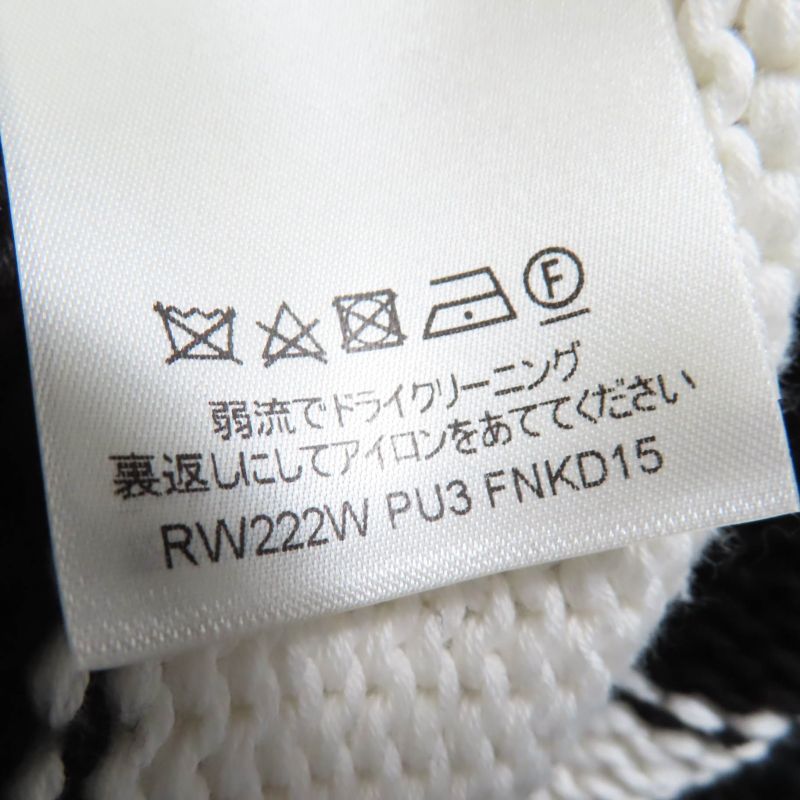 F
弱流でドライクリーニング
裏返しにしてアイロンをあててください
RW222W PU3 FNKD15